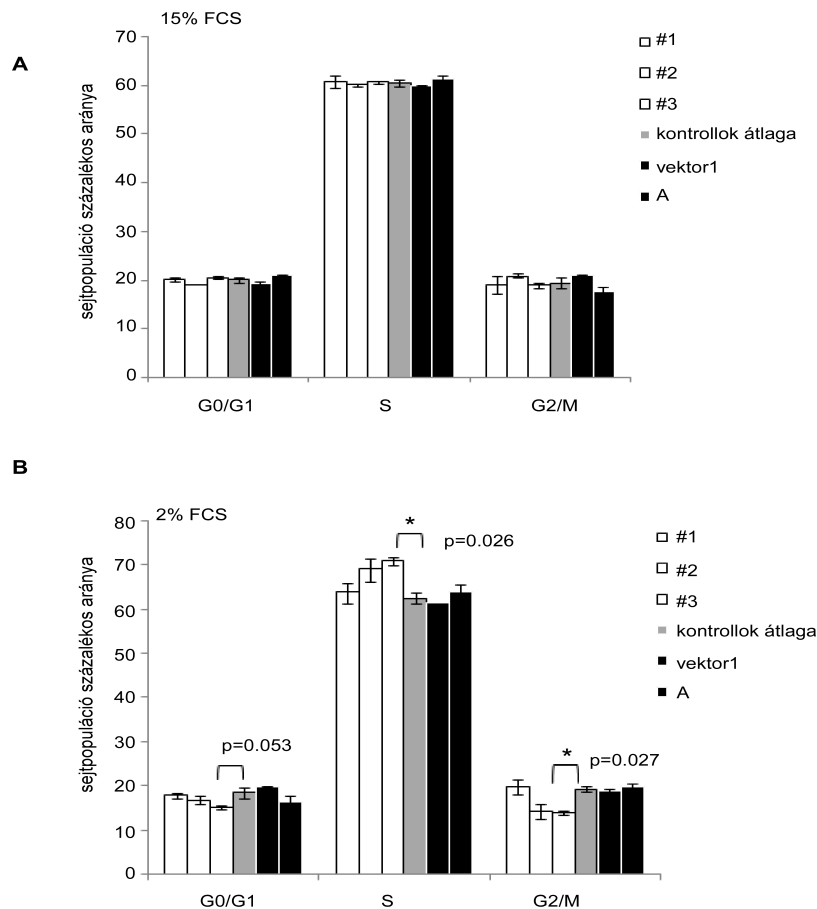 15% FCS
A
sejtpopuláció százalékos aránya
70
60
50
40
30
20
10
0
G0/G1
S
G2/M
#1
#2
#3
kontrollok átlaga
vektor1
A
B
2% FCS
sejtpopuláció százalékos aránya
80
70
60
50
40
30
20
10
0
p=0.053
*
p=0.026
*
p=0.027
G0/G1
S
G2/M
#1
#2
#3
kontrollok átlaga
vektor1
A